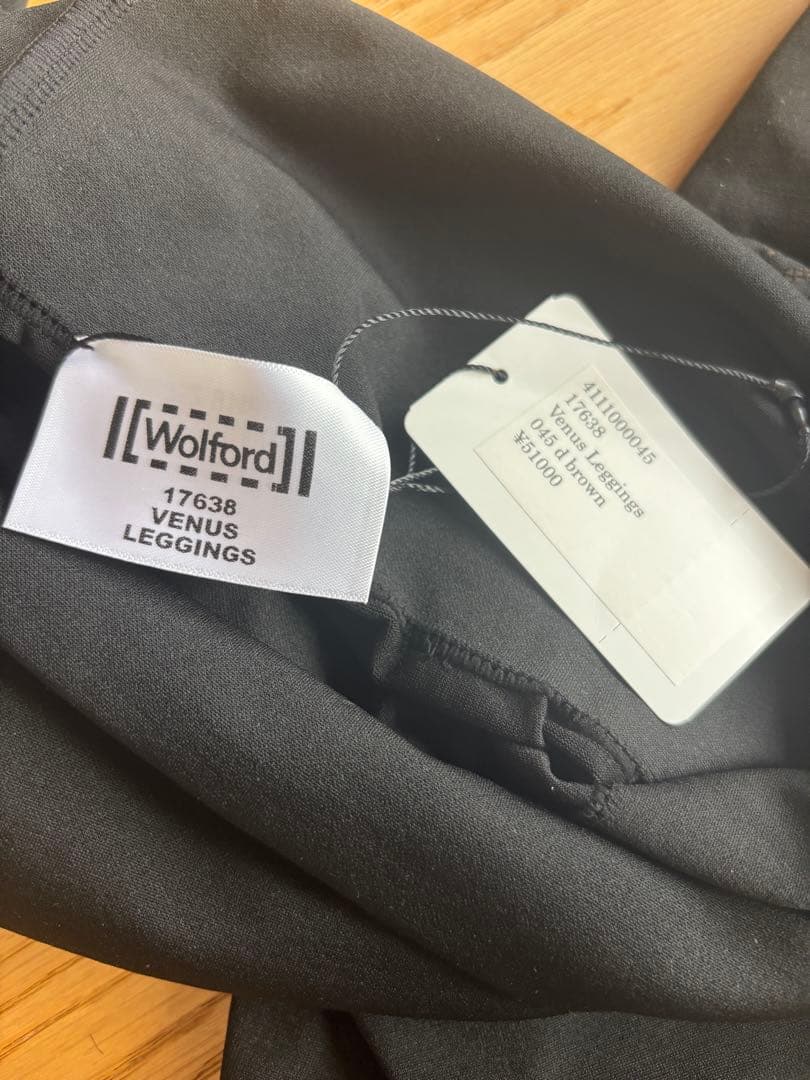 Wolford
17638
VENUS
LEGGINGS
4111000045
17638
Venus Leggings
045 d brown
¥51000